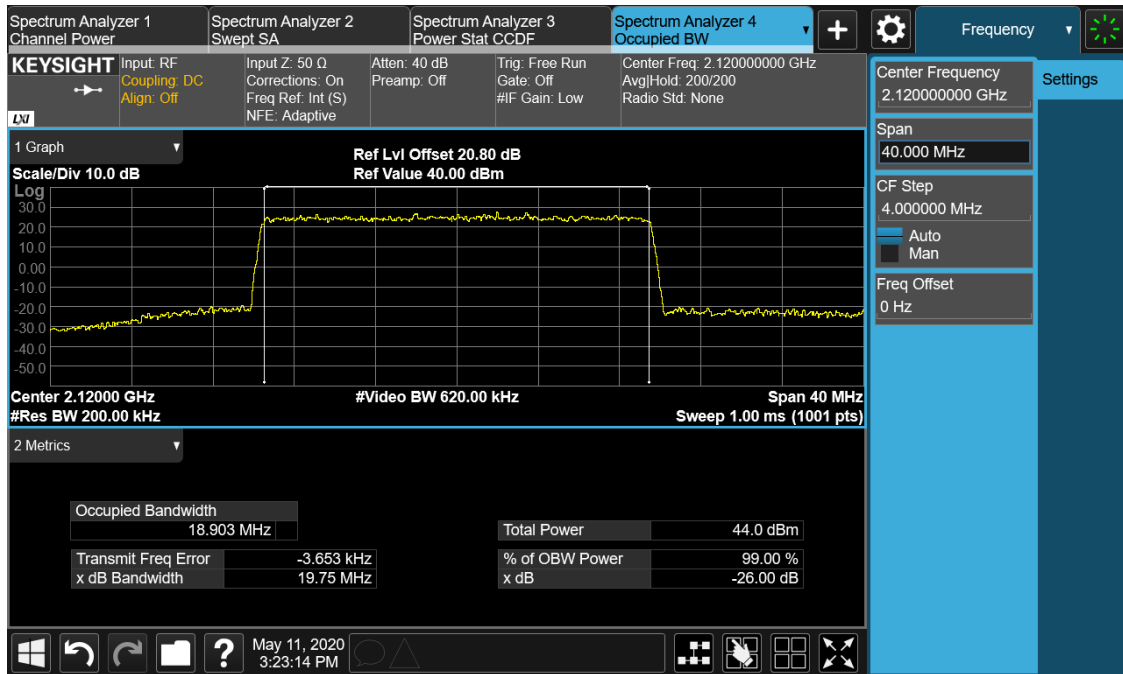 Spectrum Analyzer 1
Channel Power
Spectrum Analyzer 2
Swept SA
Spectrum Analyzer 3
Power Stat CCDF
Spectrum Analyzer 4
Occupied BW
Frequency
KEYSIGHT
LXI
Input: RF
Coupling: DC
Align: Off
Input Z: 50 Ω
Corrections: On
Freq Ref: Int (S)
NFE: Adaptive
Atten: 40 dB
Preamp: Off
Trig: Free Run
Gate: Off
#IF Gain: Low
Center Freq: 2.120000000 GHz
Avg|Hold: 200/200
Radio Std: None
1 Graph
Scale/Div 10.0 dB
Ref Lvl Offset 20.80 dB
Ref Value 40.00 dBm
Log
30.0
20.0
10.0
0.00
-10.0
-20.0
-30.0
-40.0
-50.0
Center 2.12000 GHz
#Res BW 200.00 kHz
#Video BW 620.00 kHz
Span 40 MHz
Sweep 1.00 ms (1001 pts)
2 Metrics
Occupied Bandwidth
18.903 MHz
Transmit Freq Error -3.653 kHz
x dB Bandwidth 19.75 MHz
Total Power 44.0 dBm
% of OBW Power 99.00 %
x dB -26.00 dB
Center Frequency
2.120000000 GHz
Settings
Span
40.000 MHz
CF Step
4.000000 MHz
Auto
Man
Freq Offset
0 Hz
?
May 11, 2020
3:23:14 PM